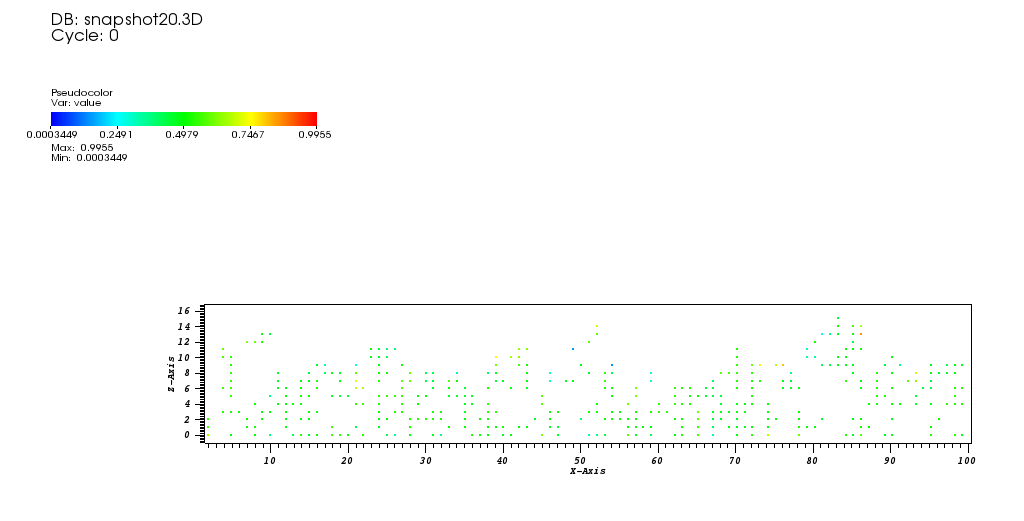 DB: snapshot20.3D
Cycle: 0
Pseudocolor
Var: value
0.0003449 0.2491 0.4979 0.7467 0.9955
Max: 0.9955
Min: 0.0003449
16
14
12
10
8
6
4
2
0
Z-Axis
10 20 30 40 50 60 70 80 90 100
X-Axis